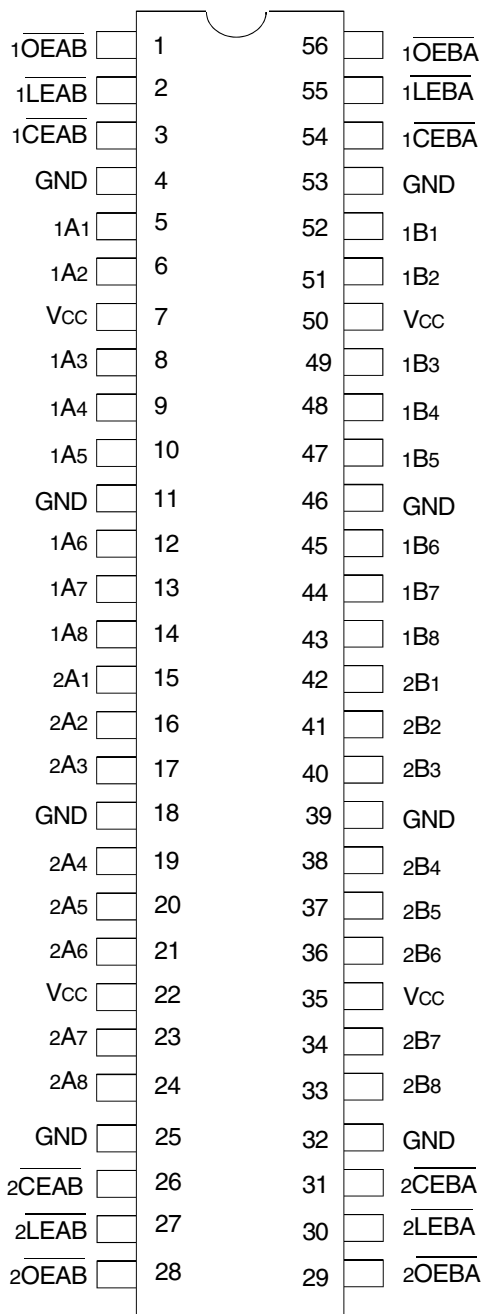 1OEAB 1 56 1OEBA
1LEAB 2 55 1LEBA
1CEAB 3 54 1CEBA
GND 4 53 GND
1A1 5 52 1B1
1A2 6 51 1B2
VCC 7 50 VCC
1A3 8 49 1B3
1A4 9 48 1B4
1A5 10 47 1B5
GND 11 46 GND
1A6 12 45 1B6
1A7 13 44 1B7
1A8 14 43 1B8
2A1 15 42 2B1
2A2 16 41 2B2
2A3 17 40 2B3
GND 18 39 GND
2A4 19 38 2B4
2A5 20 37 2B5
2A6 21 36 2B6
VCC 22 35 VCC
2A7 23 34 2B7
2A8 24 33 2B8
GND 25 32 GND
2CEAB 26 31 2CEBA
2LEAB 27 30 2LEBA
2OEAB 28 29 2OEBA